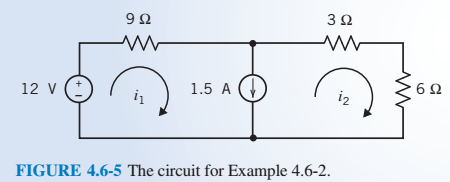 9 Ω
3 Ω
12 V
+
−
i1
1.5 A
i2
6 Ω
FIGURE 4.6-5 The circuit for Example 4.6-2.